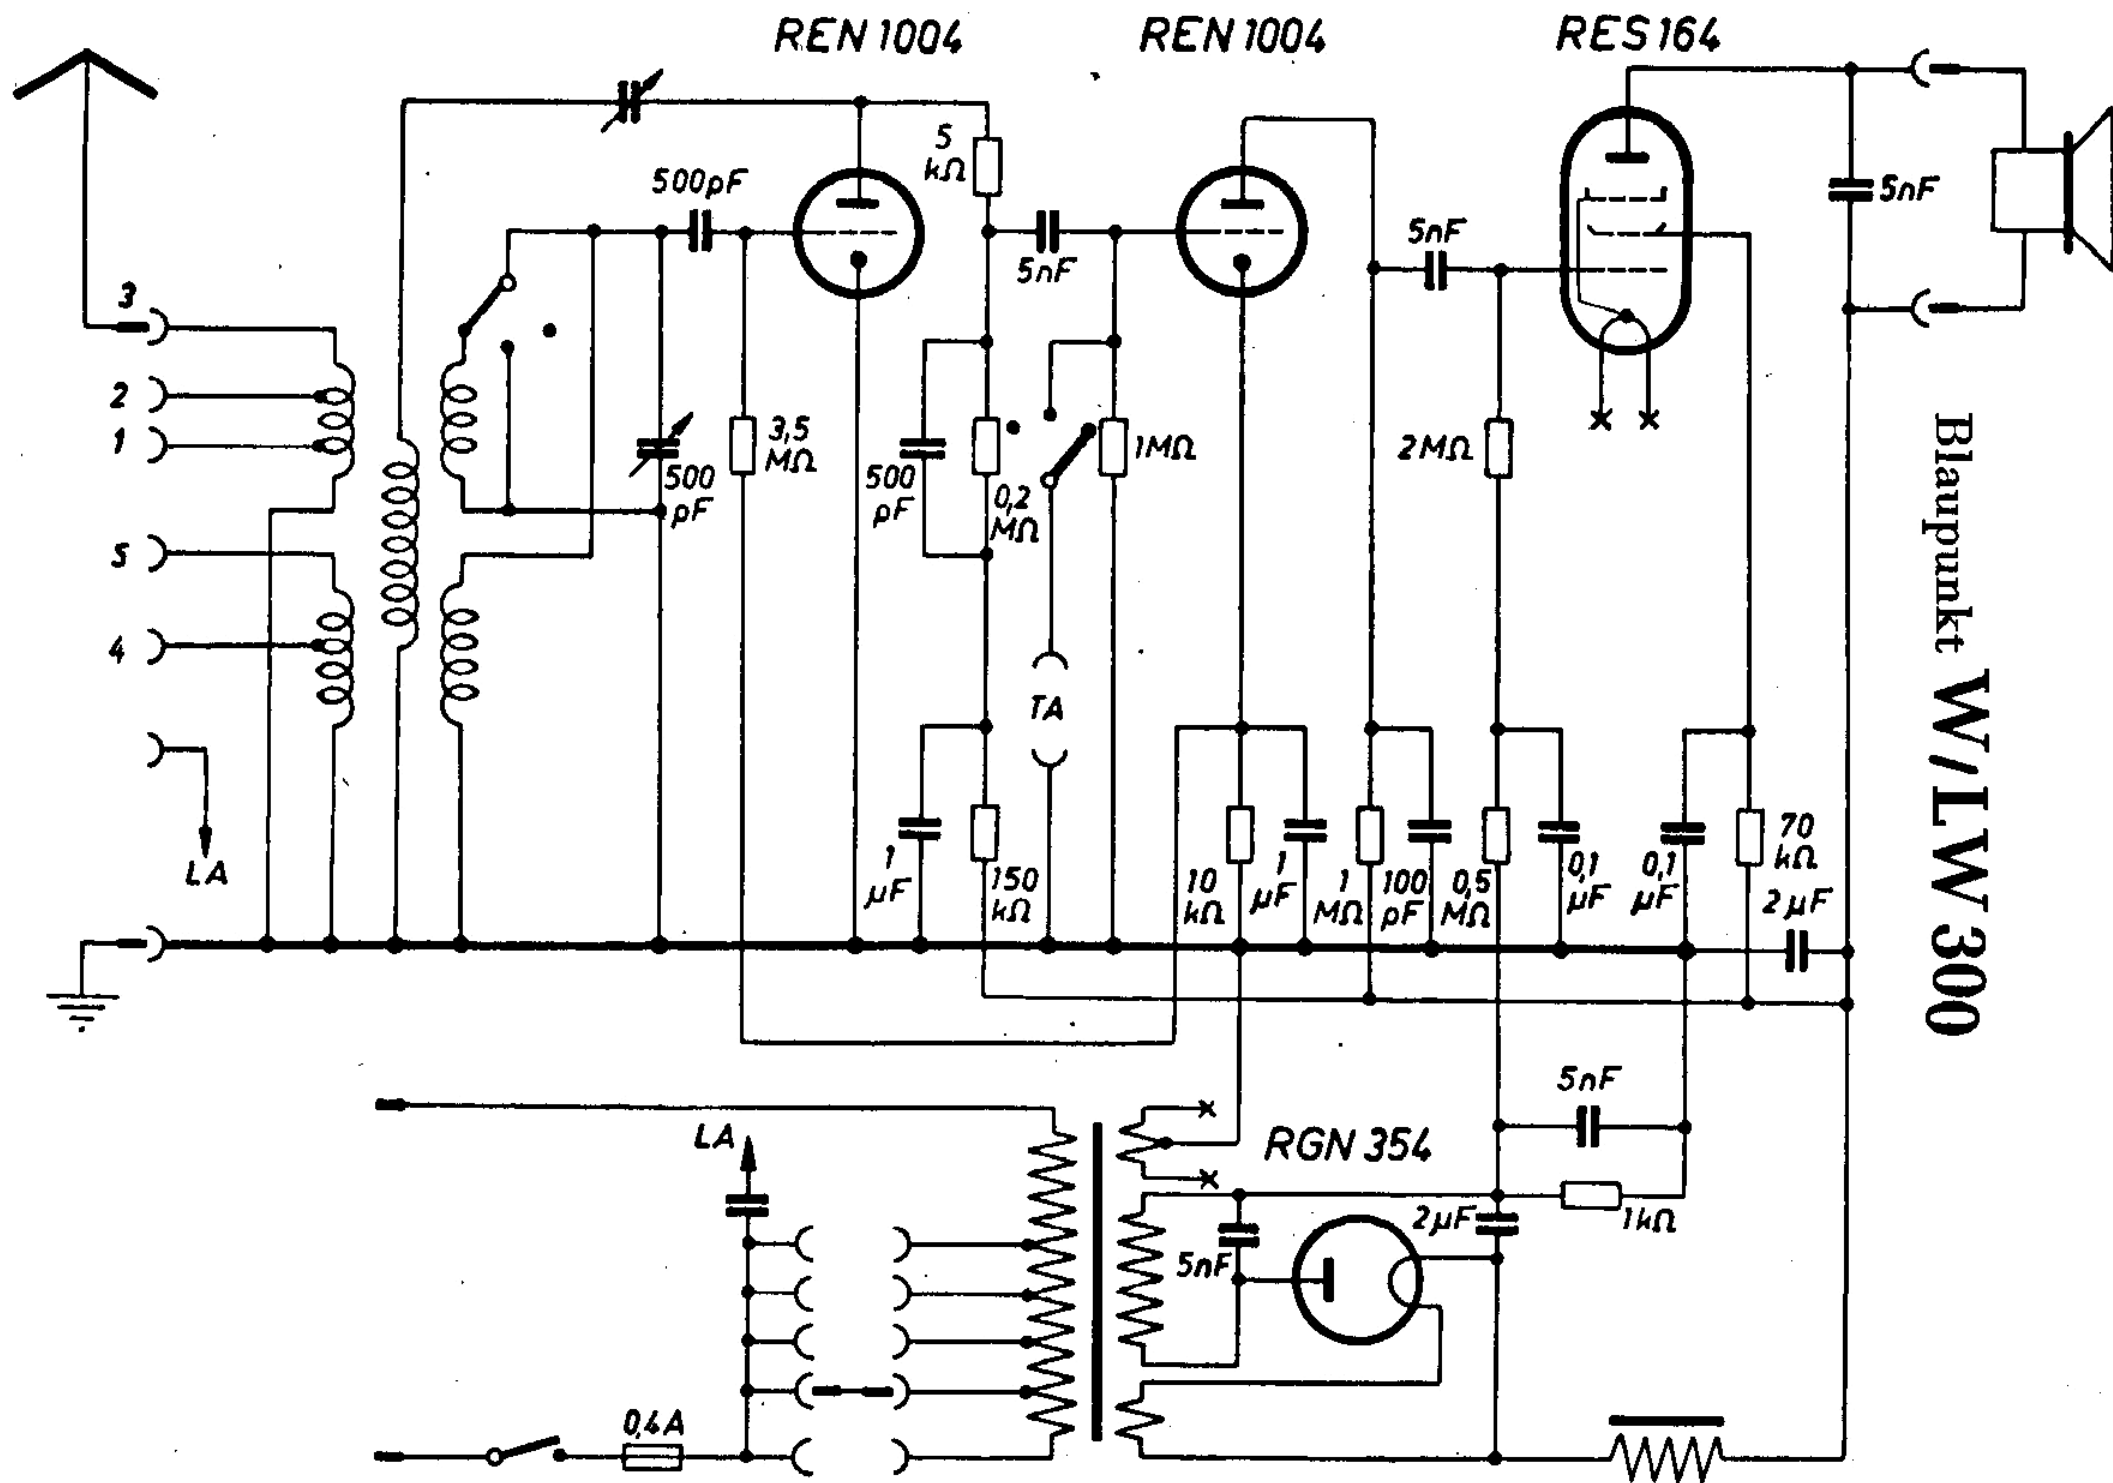 REN 1004
REN 1004
RES 164
5
kΩ
500pF
5nF
5nF
5nF
3
2
1
5
4
LA
500
pF
3,5
MΩ
500
pF
0,2
MΩ
1MΩ
2MΩ
TA
1
µF
150
kΩ
10
kΩ
1
µF
1
MΩ
100
pF
0,5
MΩ
0,1
µF
0,1
µF
70
kΩ
2µF
Blaupunkt W/LW 300
5nF
LA
RGN 354
2µF
1kΩ
5nF
0,4A